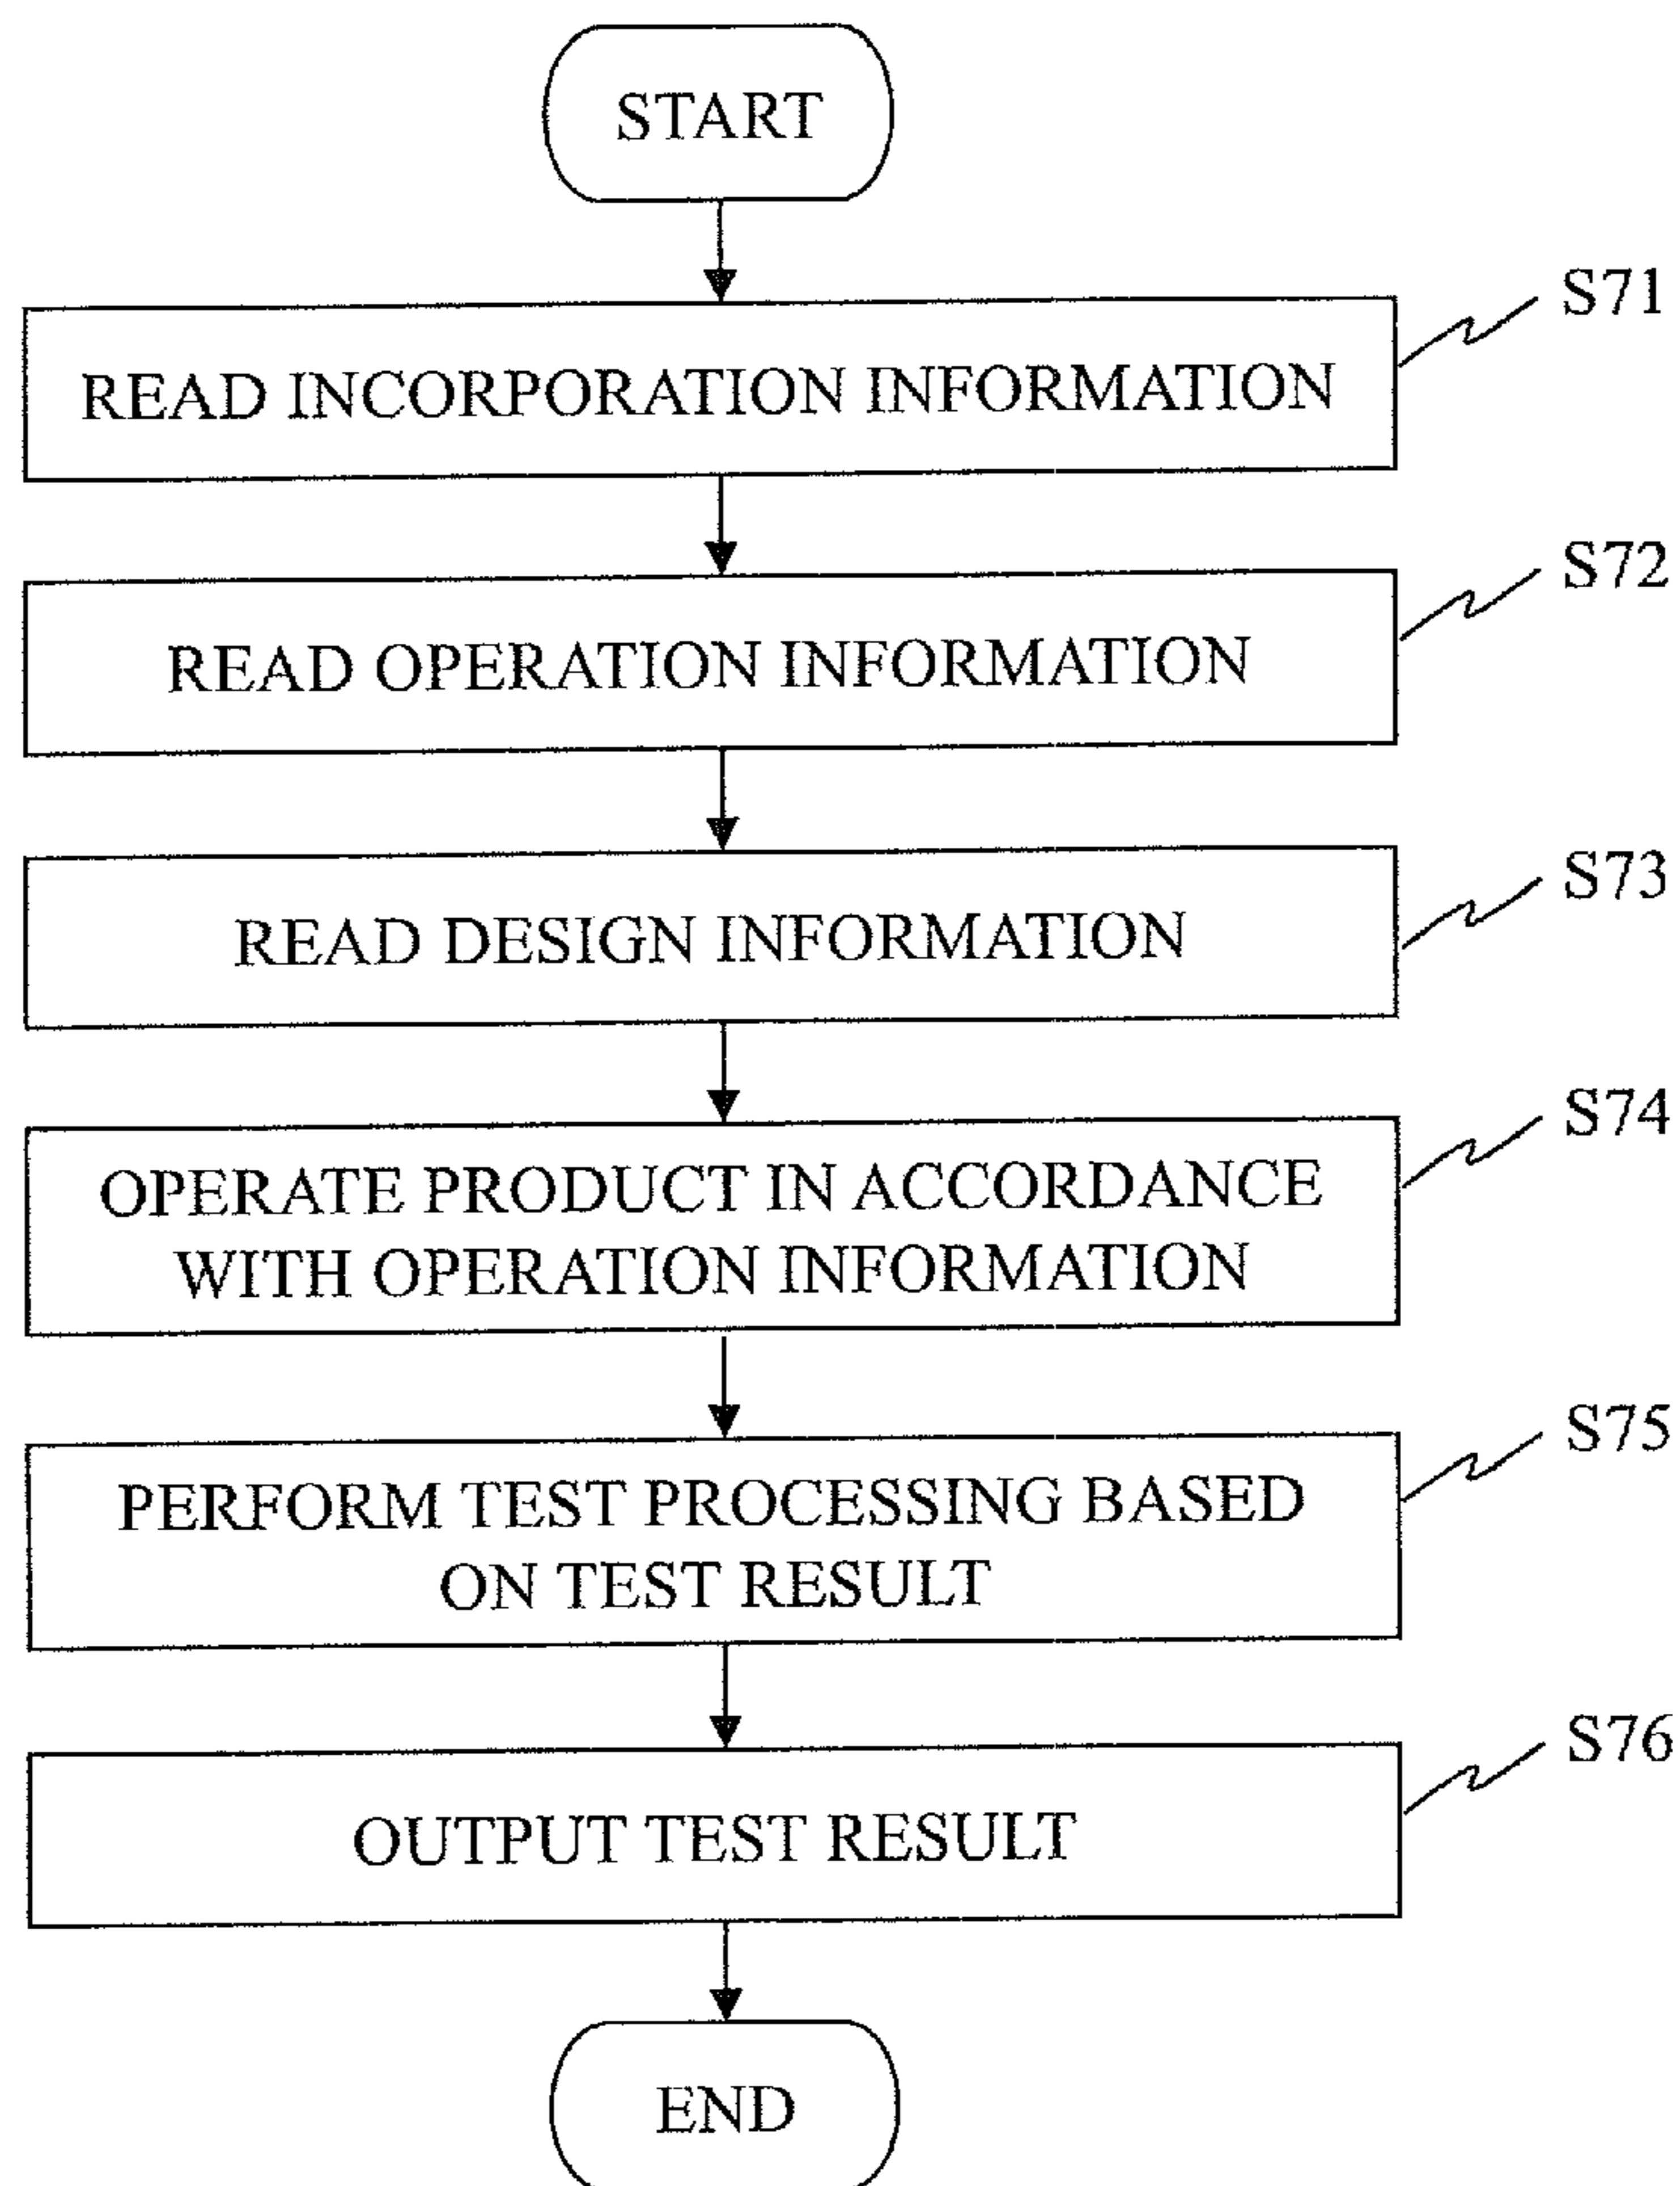 START
S71
READ INCORPORATION INFORMATION
S72
READ OPERATION INFORMATION
S73
READ DESIGN INFORMATION
S74
OPERATE PRODUCT IN ACCORDANCE
WITH OPERATION INFORMATION
S75
PERFORM TEST PROCESSING BASED
ON TEST RESULT
S76
OUTPUT TEST RESULT
END